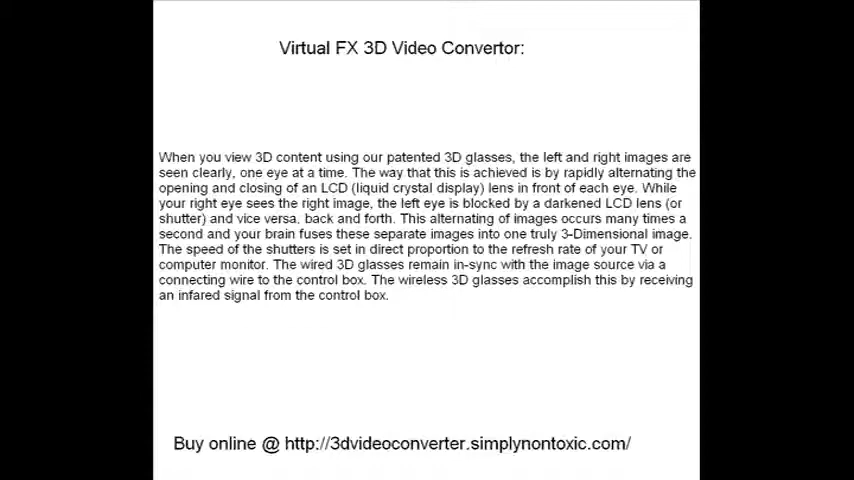 Virtual FX 3D Video Convertor:
When you view 3D content using our patented 3D glasses, the left and right images are
seen clearly, one eye at a time. The way that this is achieved is by rapidly alternating the
opening and closing of an LCD (liquid crystal display) lens in front of each eye. While
your right eye sees the right image, the left eye is blocked by a darkened LCD lens (or
shutter) and vice versa, back and forth. This alternating of images occurs many times a
second and your brain fuses these separate images into one truly 3-Dimensional image.
The speed of the shutters is set in direct proportion to the refresh rate of your TV or
computer monitor. The wired 3D glasses remain in-sync with the image source via a
connecting wire to the control box. The wireless 3D glasses accomplish this by receiving
an infared signal from the control box.
Buy online @ http://3dvideoconverter.simplynontoxic.com/